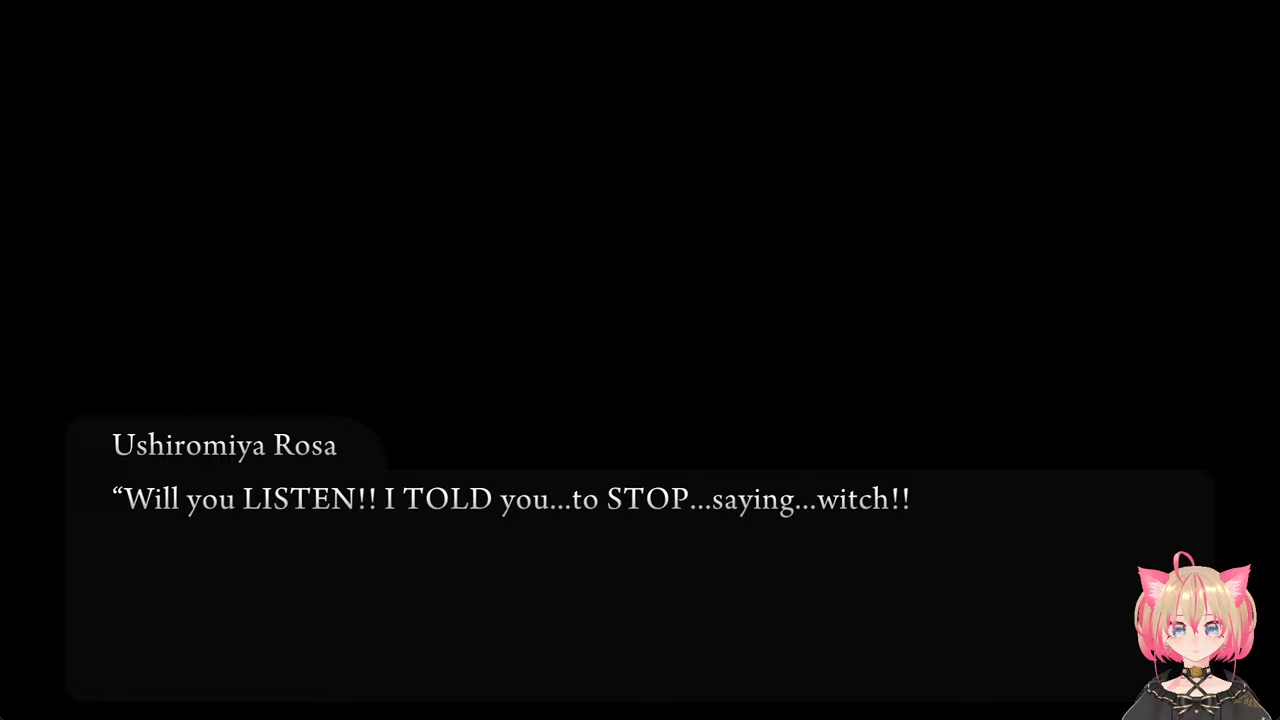 Ushiromiya Rosa
“Will you LISTEN!! I TOLD you...to STOP...saying...witch!!